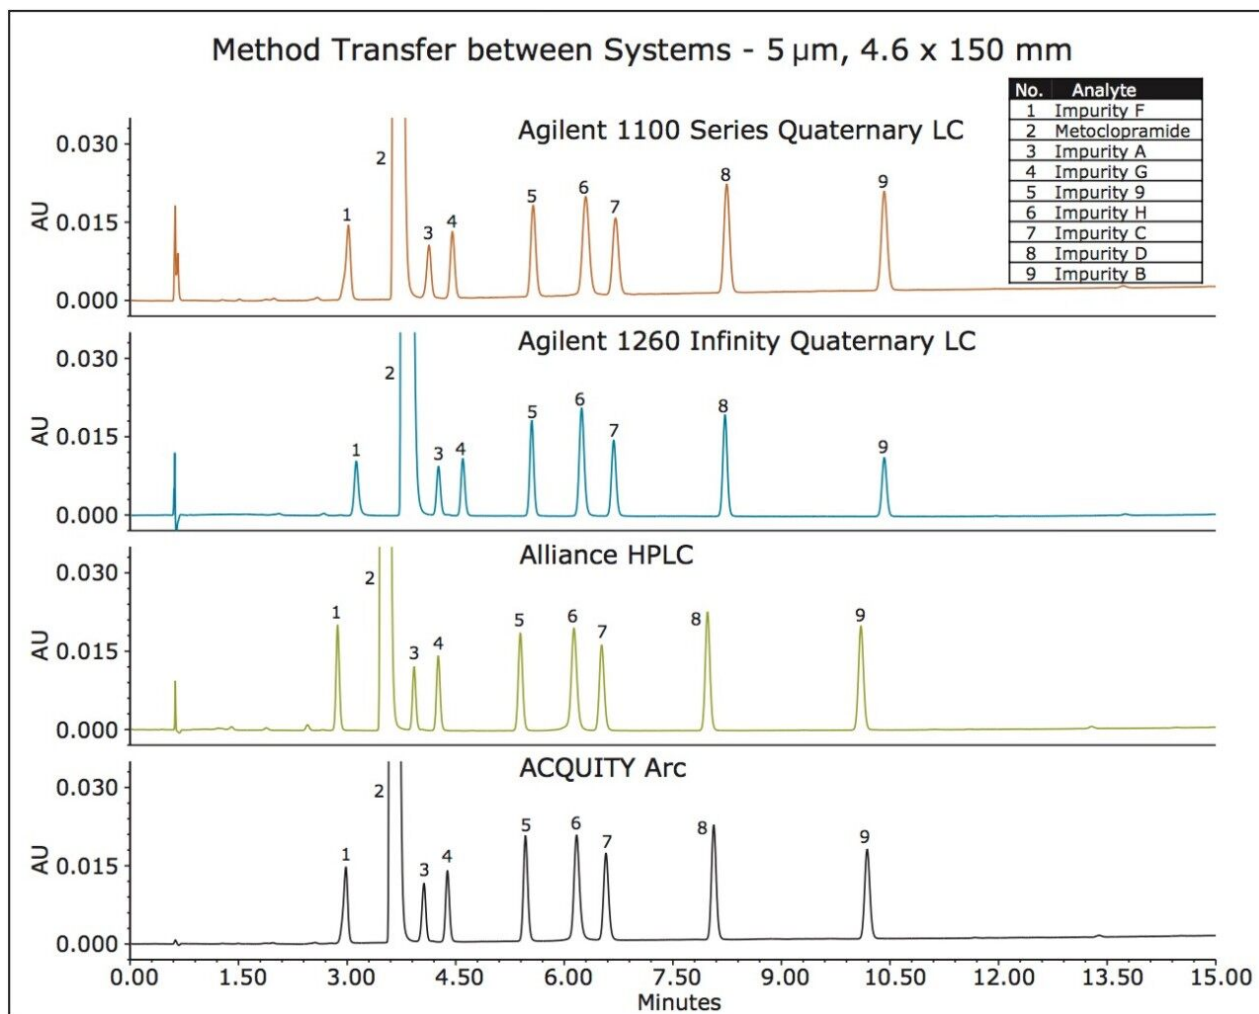 Method Transfer between Systems - 5 µm, 4.6 x 150 mm
No. Analyte
1 Impurity F
2 Metoclopramide
3 Impurity A
4 Impurity G
5 Impurity 9
6 Impurity H
7 Impurity C
8 Impurity D
9 Impurity B
Agilent 1100 Series Quaternary LC
AU
0.030
0.015
0.000
1 2 3 4 5 6 7 8 9
Agilent 1260 Infinity Quaternary LC
AU
0.030
0.015
0.000
1 2 3 4 5 6 7 8 9
Alliance HPLC
AU
0.030
0.015
0.000
1 2 3 4 5 6 7 8 9
ACQUITY Arc
AU
0.030
0.015
0.000
1 2 3 4 5 6 7 8 9
0.00 1.50 3.00 4.50 6.00 7.50 9.00 10.50 12.00 13.50 15.00
Minutes